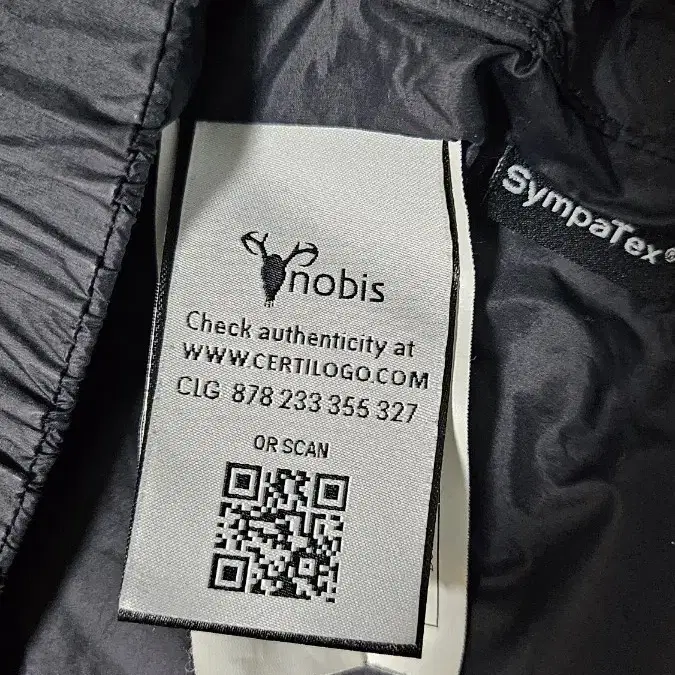 nobis
Check authenticity at
WWW.CERTILOGO.COM
CLG 878 233 355 327
OR SCAN
SympaTex®